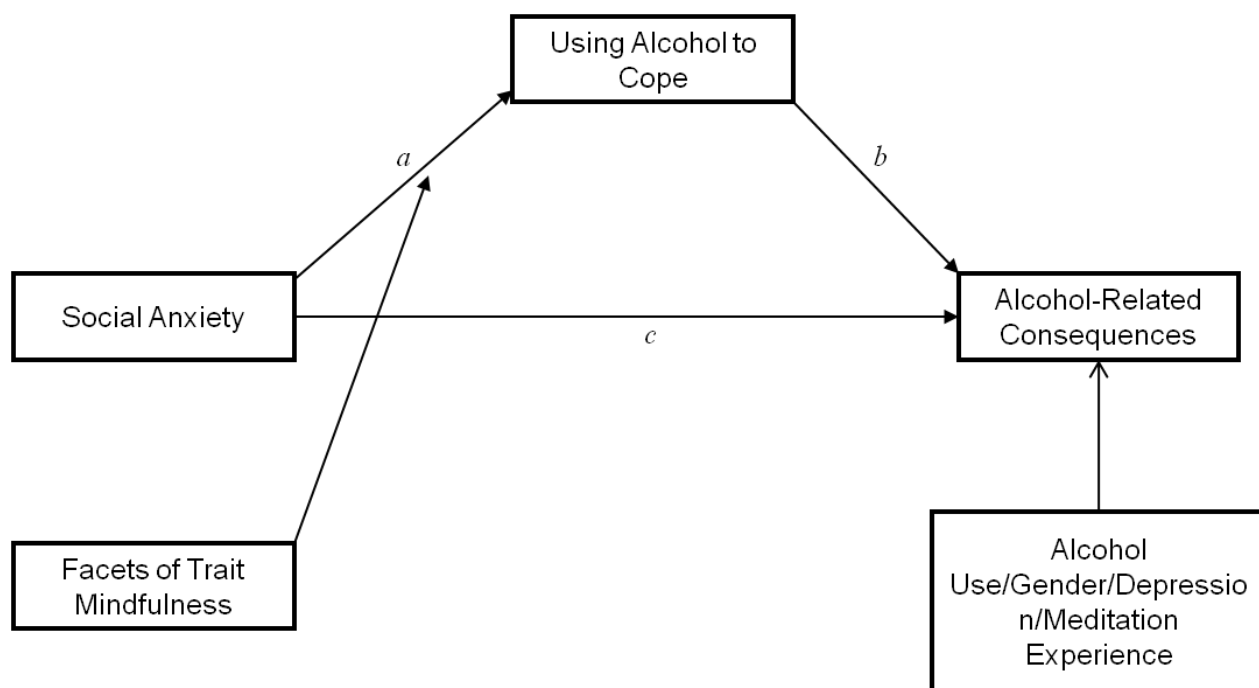 Using Alcohol to
Cope
a
b
Social Anxiety
Alcohol-Related
Consequences
c
Facets of Trait
Mindfulness
Alcohol
Use/Gender/Depressio
n/Meditation
Experience